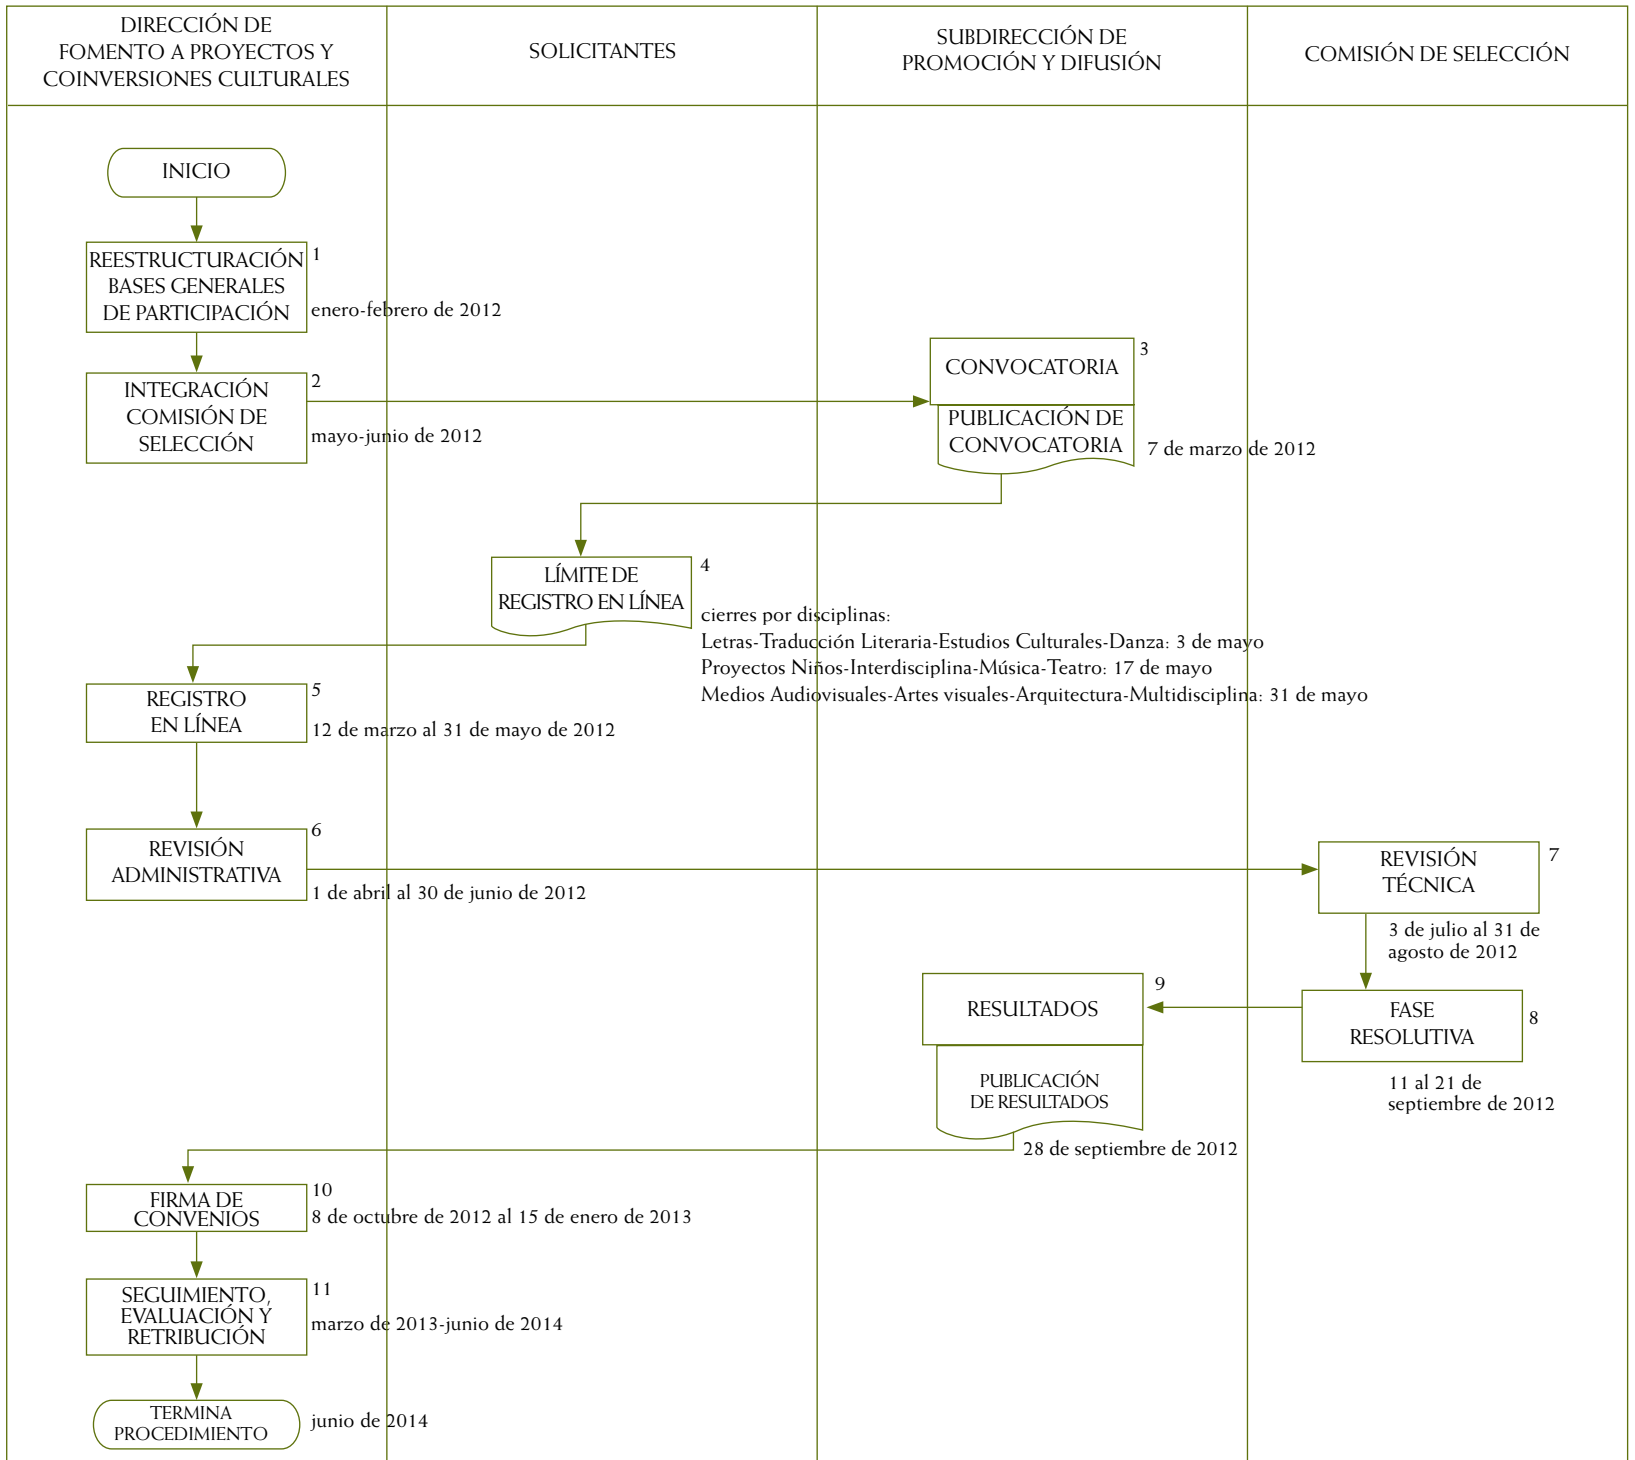 DIRECCIÓN DE
FOMENTO A PROYECTOS Y
COINVERSIONES CULTURALES
SOLICITANTES
SUBDIRECCIÓN DE
PROMOCIÓN Y DIFUSIÓN
COMISIÓN DE SELECCIÓN
INICIO
1
REESTRUCTURACIÓN
BASES GENERALES
DE PARTICIPACIÓN
enero-febrero de 2012
2
INTEGRACIÓN
COMISIÓN DE
SELECCIÓN
mayo-junio de 2012
3
CONVOCATORIA
PUBLICACIÓN DE
CONVOCATORIA
7 de marzo de 2012
4
LÍMITE DE
REGISTRO EN LÍNEA
cierres por disciplinas:
Letras-Traducción Literaria-Estudios Culturales-Danza: 3 de mayo
Proyectos Niños-Interdisciplina-Música-Teatro: 17 de mayo
Medios Audiovisuales-Artes visuales-Arquitectura-Multidisciplina: 31 de mayo
5
REGISTRO
EN LÍNEA
12 de marzo al 31 de mayo de 2012
6
REVISIÓN
ADMINISTRATIVA
1 de abril al 30 de junio de 2012
7
REVISIÓN
TÉCNICA
3 de julio al 31 de
agosto de 2012
8
FASE
RESOLUTIVA
11 al 21 de
septiembre de 2012
9
RESULTADOS
PUBLICACIÓN
DE RESULTADOS
28 de septiembre de 2012
10
FIRMA DE
CONVENIOS
8 de octubre de 2012 al 15 de enero de 2013
11
SEGUIMIENTO,
EVALUACIÓN Y
RETRIBUCIÓN
marzo de 2013-junio de 2014
TERMINA
PROCEDIMIENTO
junio de 2014